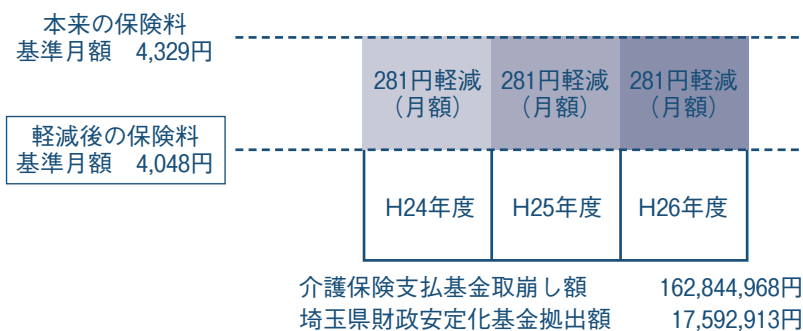 本来の保険料
基準月額 4,329円
281円軽減 281円軽減 281円軽減
（月額） （月額） （月額）
軽減後の保険料
基準月額 4,048円
H24年度 H25年度 H26年度
介護保険支払基金取崩し額 162,844,968円
埼玉県財政安定化基金拠出額 17,592,913円